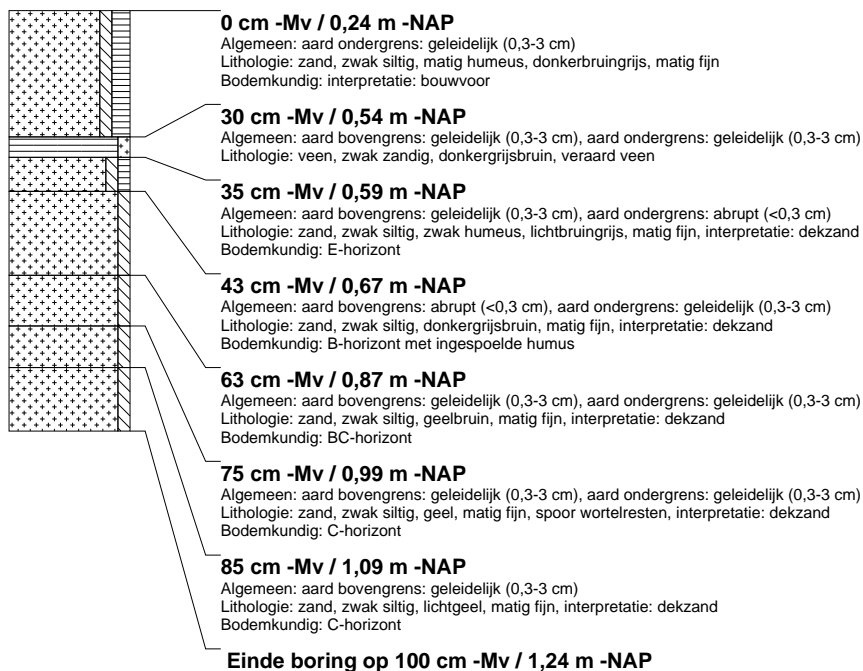 0 cm -Mv / 0,24 m -NAP
Algemeen: aard ondergrens: geleidelijk (0,3-3 cm)
Lithologie: zand, zwak siltig, matig humeus, donkerbruingrijs, matig fijn
Bodemkundig: interpretatie: bouwvoor
30 cm -Mv / 0,54 m -NAP
Algemeen: aard bovengrens: geleidelijk (0,3-3 cm), aard ondergrens: geleidelijk (0,3-3 cm)
Lithologie: veen, zwak zandig, donkergrijsbruin, veraard veen
35 cm -Mv / 0,59 m -NAP
Algemeen: aard bovengrens: geleidelijk (0,3-3 cm), aard ondergrens: abrupt (<0,3 cm)
Lithologie: zand, zwak siltig, zwak humeus, lichtbruingrijs, matig fijn, interpretatie: dekzand
Bodemkundig: E-horizont
43 cm -Mv / 0,67 m -NAP
Algemeen: aard bovengrens: abrupt (<0,3 cm), aard ondergrens: geleidelijk (0,3-3 cm)
Lithologie: zand, zwak siltig, donkergrijsbruin, matig fijn, interpretatie: dekzand
Bodemkundig: B-horizont met ingespoelde humus
63 cm -Mv / 0,87 m -NAP
Algemeen: aard bovengrens: geleidelijk (0,3-3 cm), aard ondergrens: geleidelijk (0,3-3 cm)
Lithologie: zand, zwak siltig, geelbruin, matig fijn, interpretatie: dekzand
Bodemkundig: BC-horizont
75 cm -Mv / 0,99 m -NAP
Algemeen: aard bovengrens: geleidelijk (0,3-3 cm), aard ondergrens: geleidelijk (0,3-3 cm)
Lithologie: zand, zwak siltig, geel, matig fijn, spoor wortelresten, interpretatie: dekzand
Bodemkundig: C-horizont
85 cm -Mv / 1,09 m -NAP
Algemeen: aard bovengrens: geleidelijk (0,3-3 cm)
Lithologie: zand, zwak siltig, lichtgeel, matig fijn, interpretatie: dekzand
Bodemkundig: C-horizont
Einde boring op 100 cm -Mv / 1,24 m -NAP